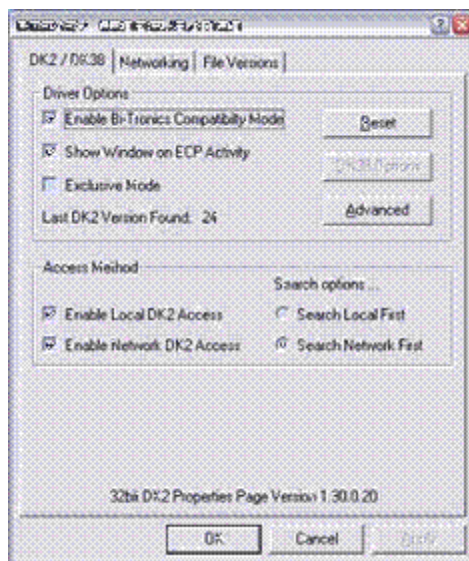 DK2 / DK3B Networking File Versions
Driver Options
Enable Bi-Tronics Compatibilty Mode
Reset
Show Window on ECP Activity
Exclusive Mode
Last DK2 Version Found: 24
Advanced
Access Method
Search options ...
Enable Local DK2 Access
Search Local First
Enable Network DK2 Access
Search Network First
32bit DK2 Properties Page Version 1.30.0.20
OK Cancel Apply